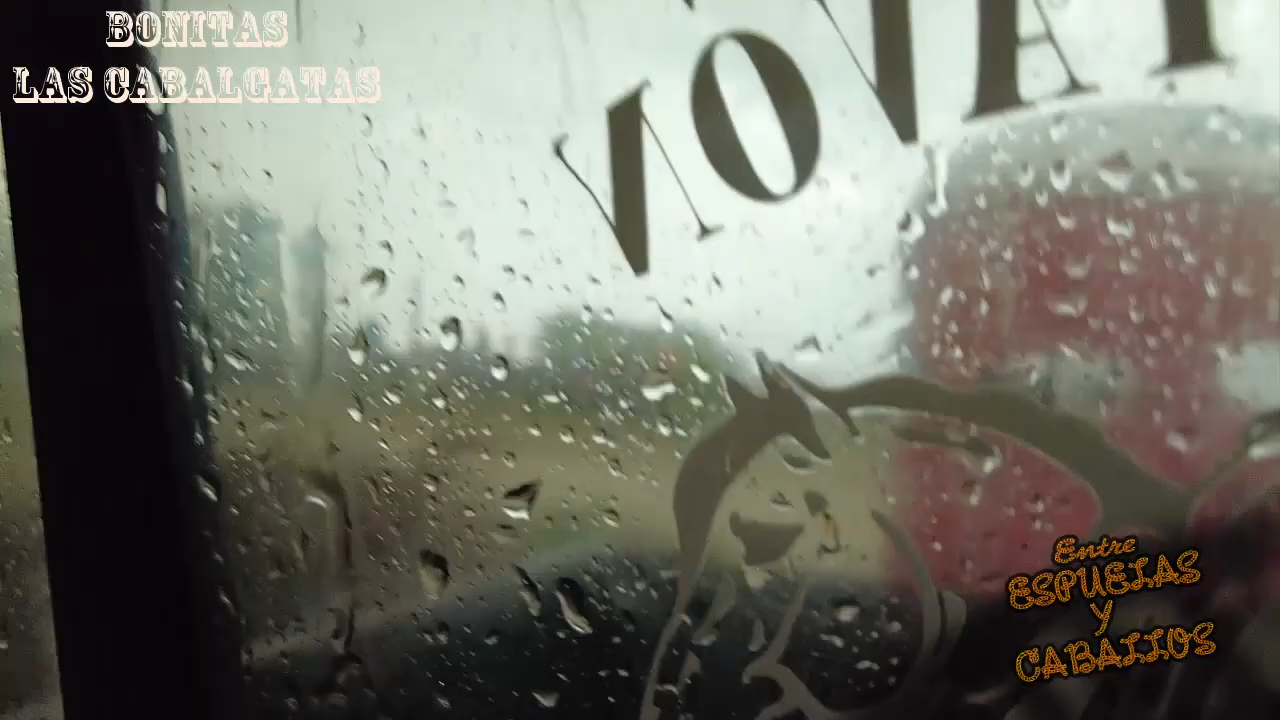 BONITAS
LAS CABALGATAS
Entre
ESPUELAS
Y
CABALLOS